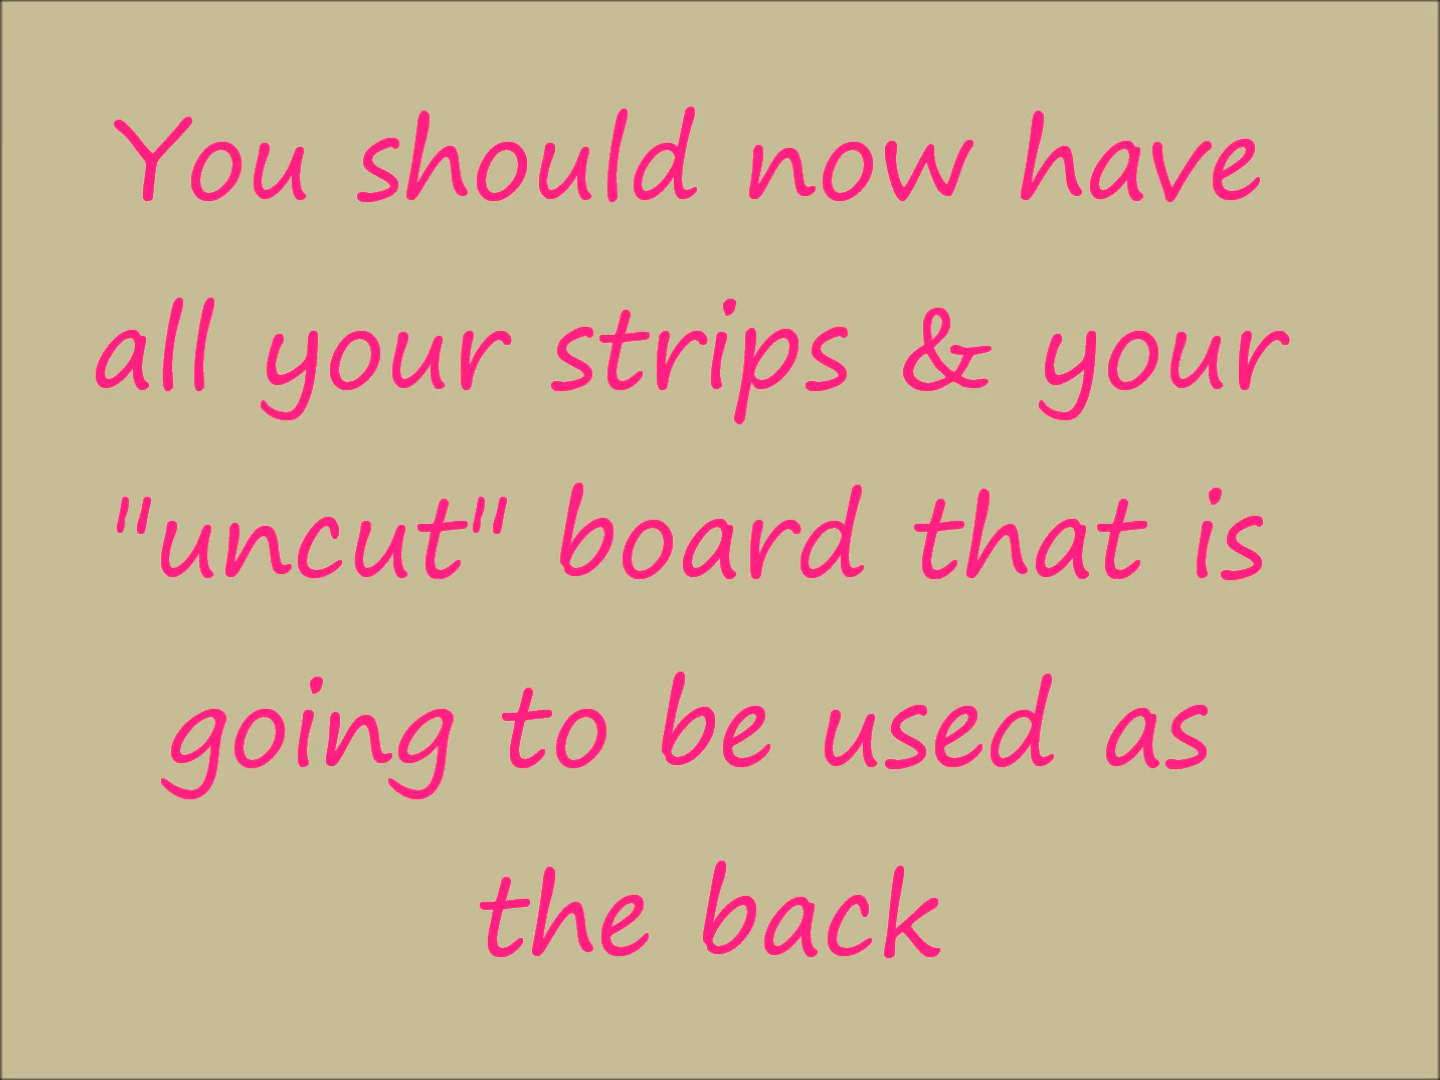 You should now have
all your strips & your
"uncut" board that is
going to be used as
the back